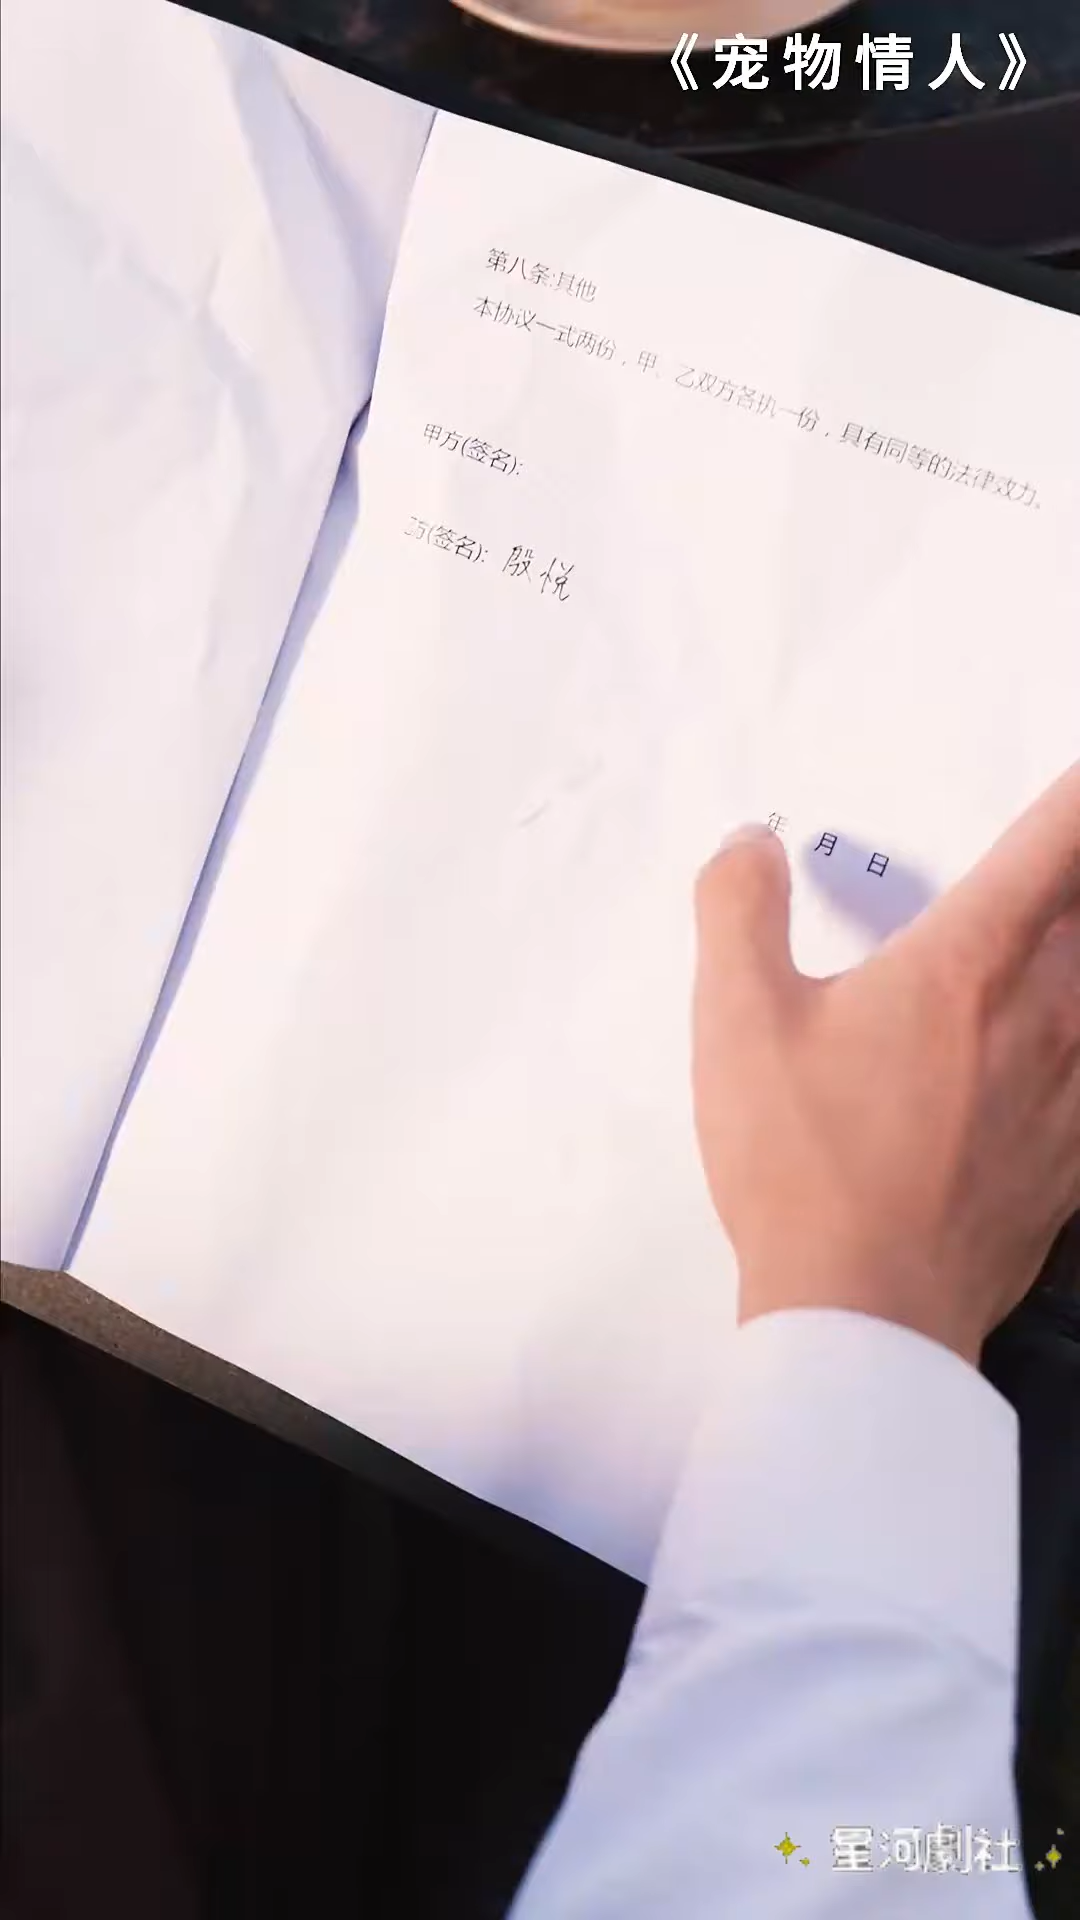 《宠物情人》
第八条:其他
本协议一式两份，甲、乙双方各执一份，具有同等的法律效力。
甲方(签名):
乙方(签名): 殷悦
年 月 日
星河劇社